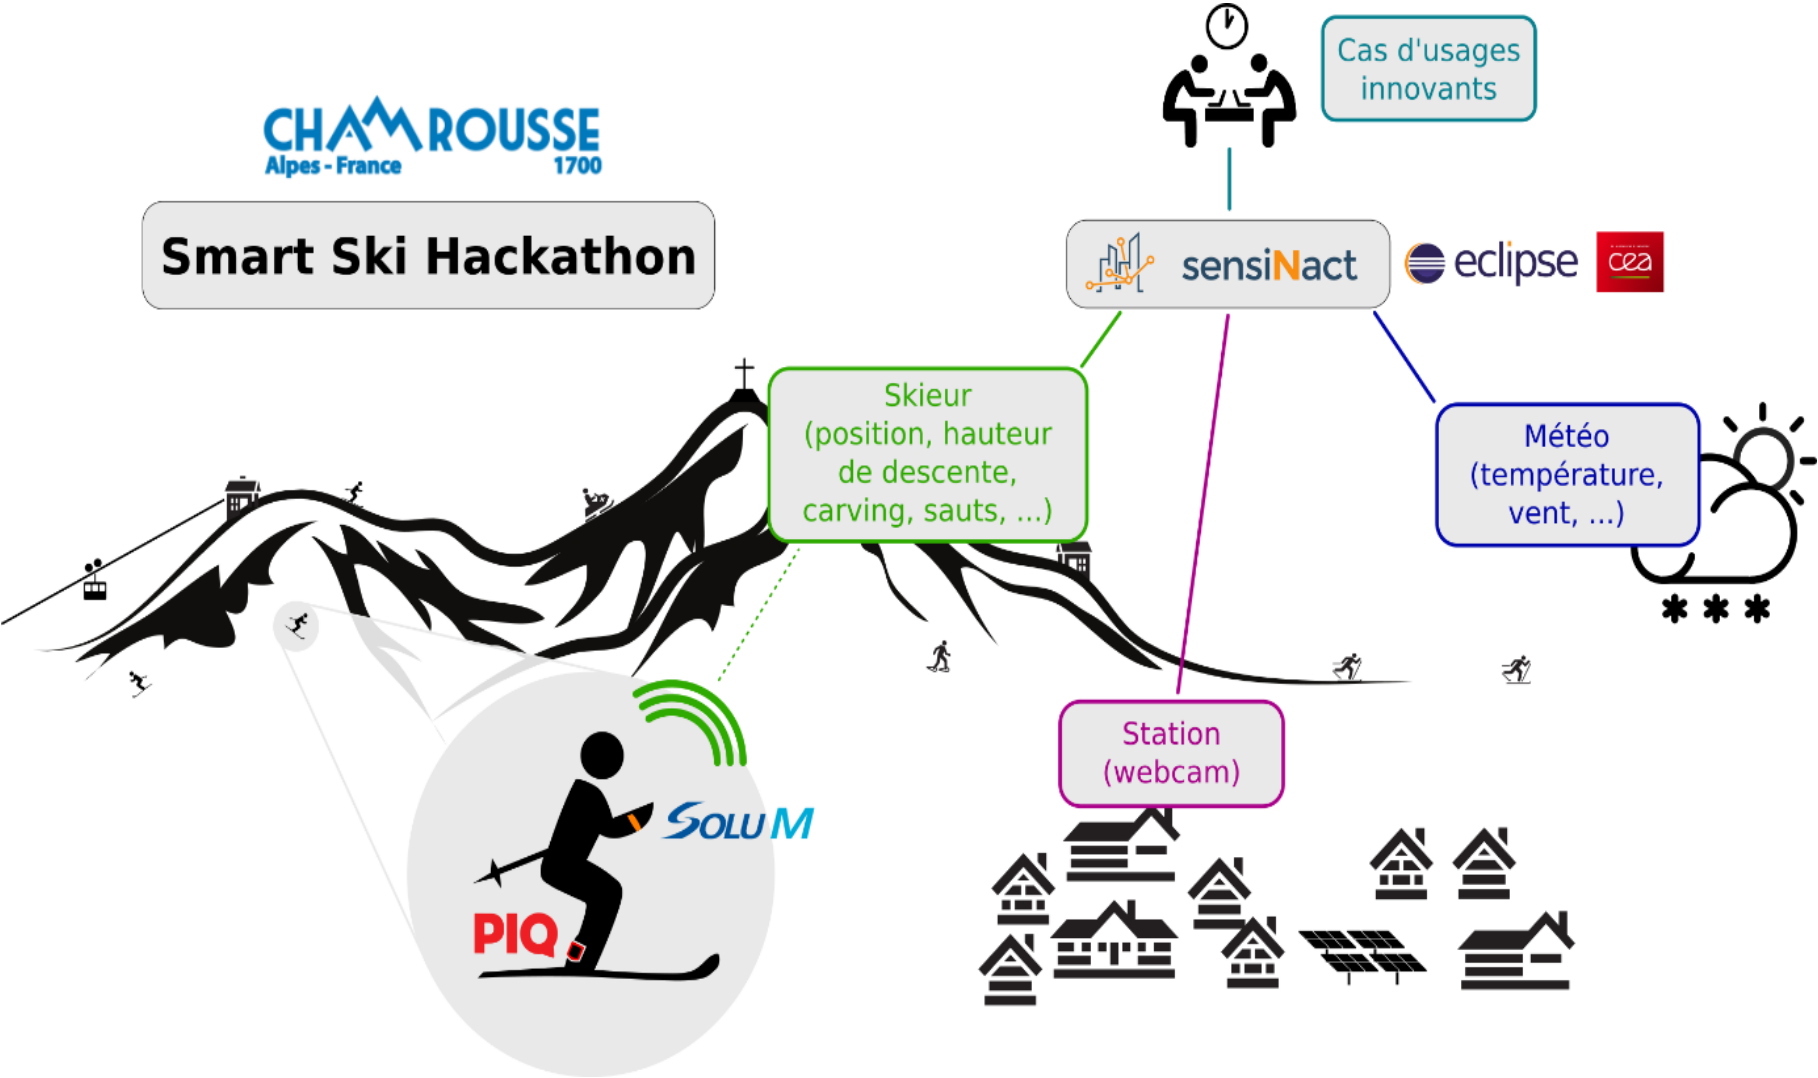 Cas d'usages
innovants
CHAMROUSSE
Alpes - France 1700
Smart Ski Hackathon
sensiNact
eclipse
cea
Skieur
(position, hauteur
de descente,
carving, sauts, ...)
Météo
(température,
vent, ...)
Station
(webcam)
SOLU M
PIQ